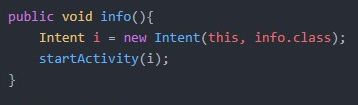 public void info(){
    Intent i = new Intent(this, info.class);
    startActivity(i);
}